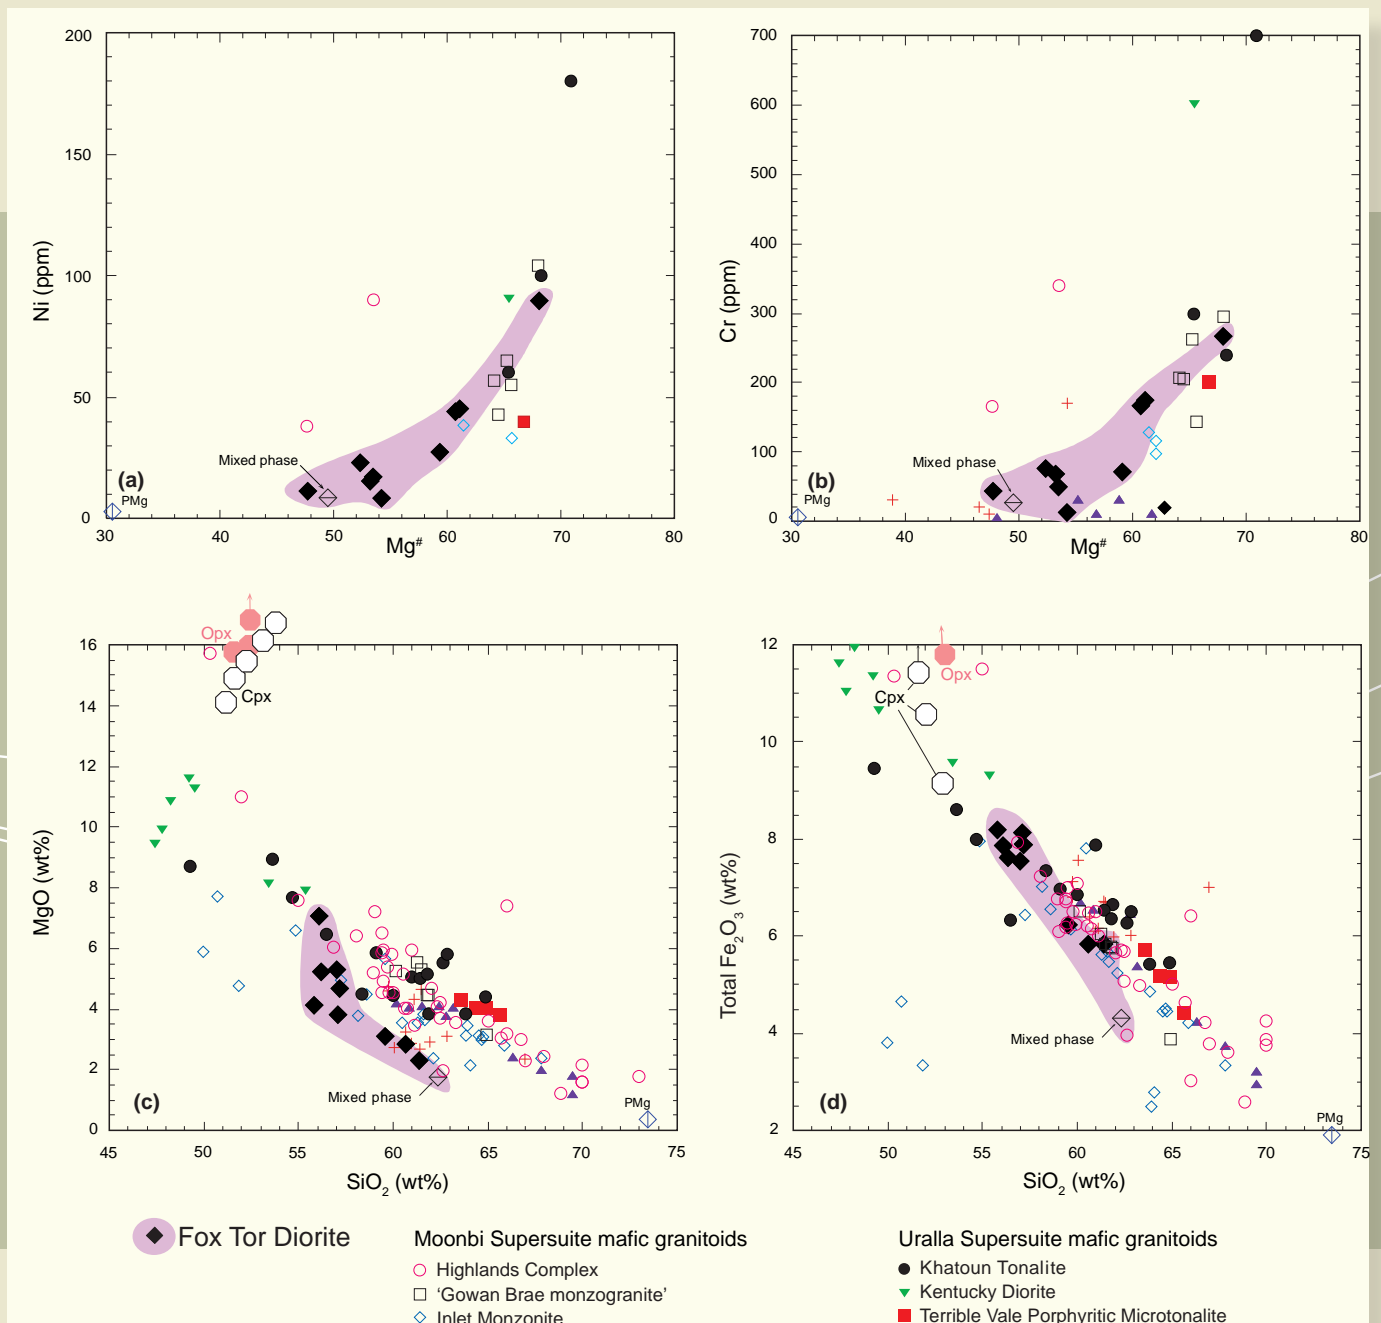 200
150
100
50
0
Ni (ppm)
30
40
50
60
70
80
Mg#
Mixed phase
(a)
PMg
700
600
500
400
300
200
100
0
Cr (ppm)
30
40
50
60
70
80
Mg#
Mixed phase
(b)
PMg
16
14
12
10
8
6
4
2
0
MgO (wt%)
Opx
Cpx
45
50
55
60
65
70
75
SiO2 (wt%)
Mixed phase
(c)
PMg
12
10
8
6
4
2
Total Fe2O3 (wt%)
Opx
Cpx
45
50
55
60
65
70
75
SiO2 (wt%)
Mixed phase
(d)
PMg
Fox Tor Diorite
Moonbi Supersuite mafic granitoids
Highlands Complex
‘Gowan Brae monzogranite’
Inlet Monzonite
Uralla Supersuite mafic granitoids
Khatoun Tonalite
Kentucky Diorite
Terrible Vale Porphyritic Microtonalite